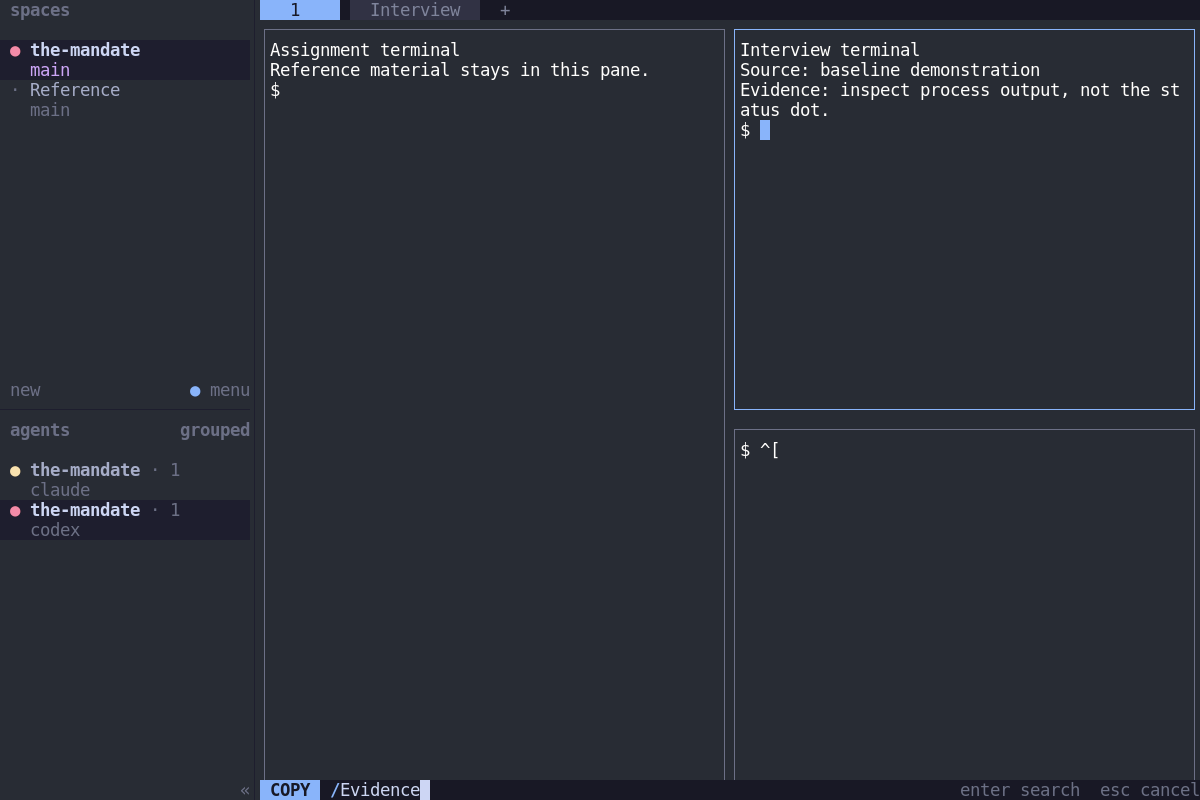 spaces
● the-mandate
main
· Reference
main
new ● menu
agents grouped
● the-mandate · 1
claude
● the-mandate · 1
codex
«
1 Interview +
Assignment terminal
Reference material stays in this pane.
$
Interview terminal
Source: baseline demonstration
Evidence: inspect process output, not the st
atus dot.
$
$ ^[
COPY /Evidence enter search esc cancel